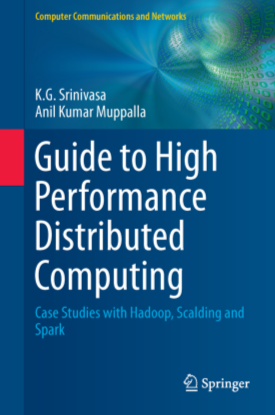 Computer Communications and Networks
K.G. Srinivasa
Anil Kumar Muppalla
Guide to High
Performance
Distributed
Computing
Case Studies with Hadoop, Scalding and
Spark
Springer